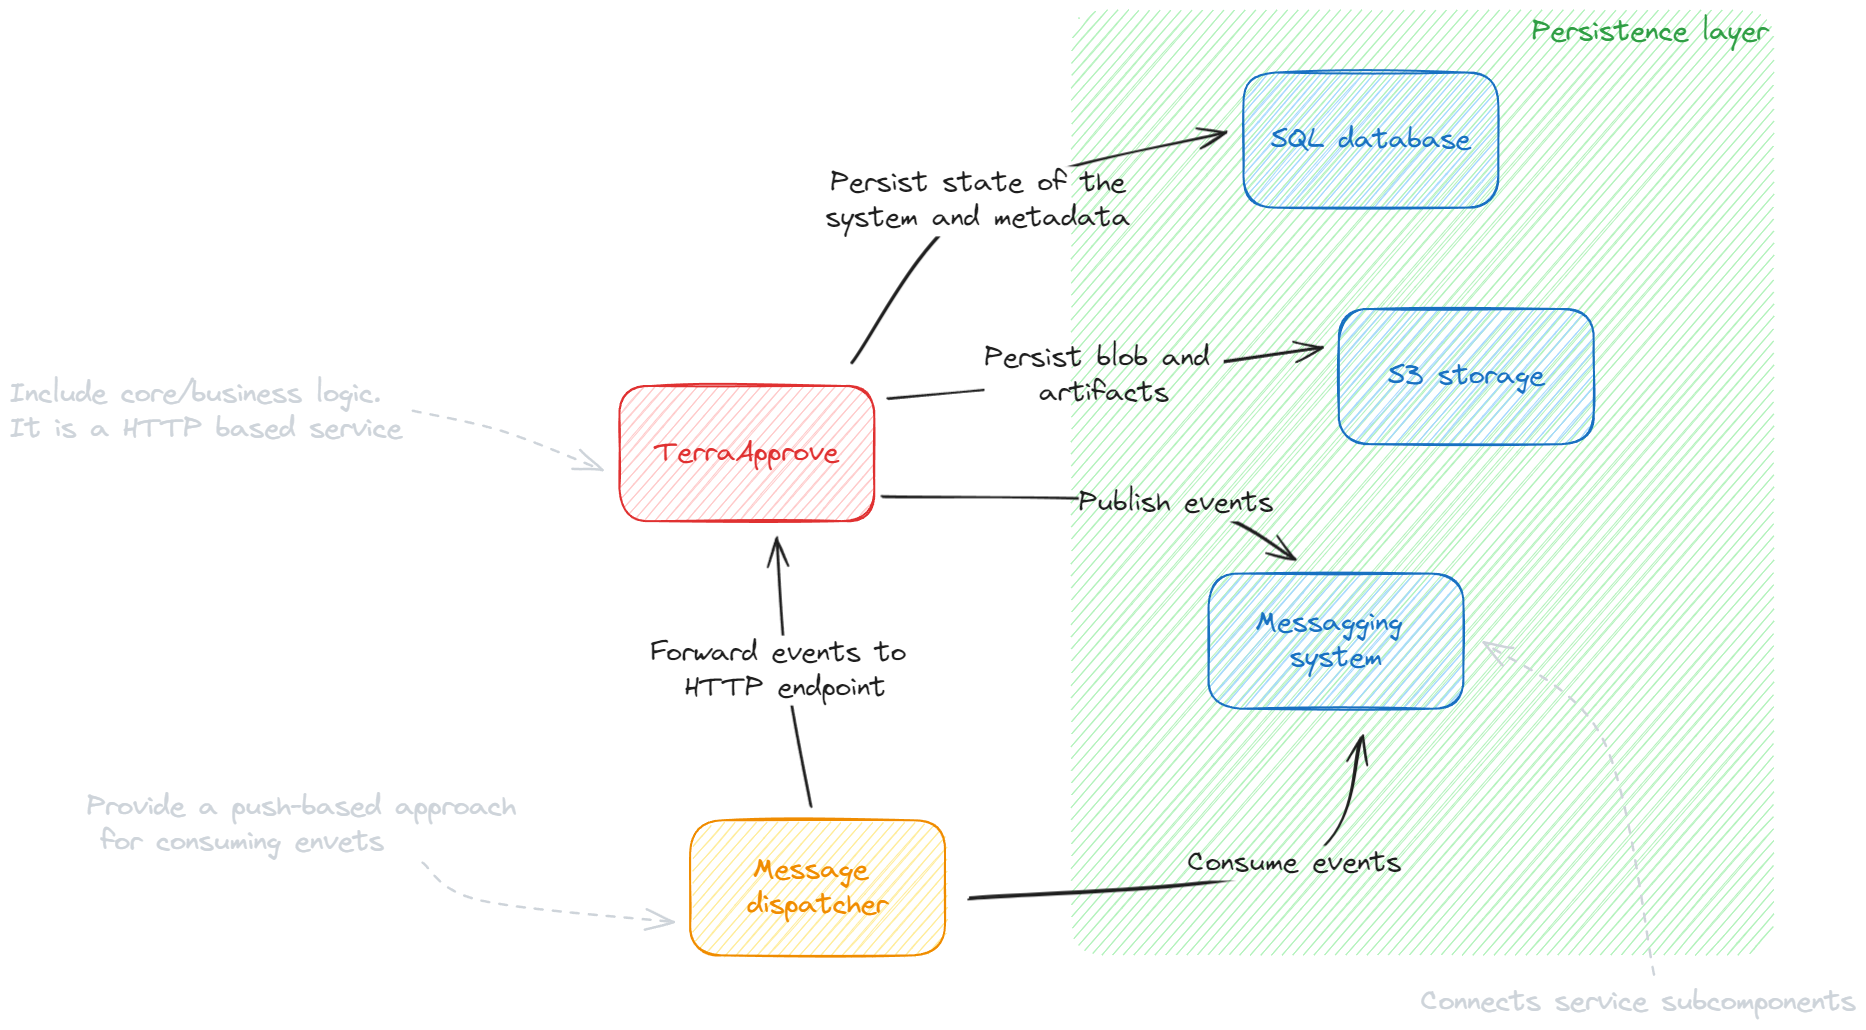 Persistence layer
SQL database
Persist state of the
system and metadata
Persist blob and
artifacts
S3 storage
Include core/business logic.
It is a HTTP based service
TerraApprove
Publish events
Messagging
system
Forward events to
HTTP endpoint
Provide a push-based approach
for consuming envets
Message
dispatcher
Consume events
Connects service subcomponents